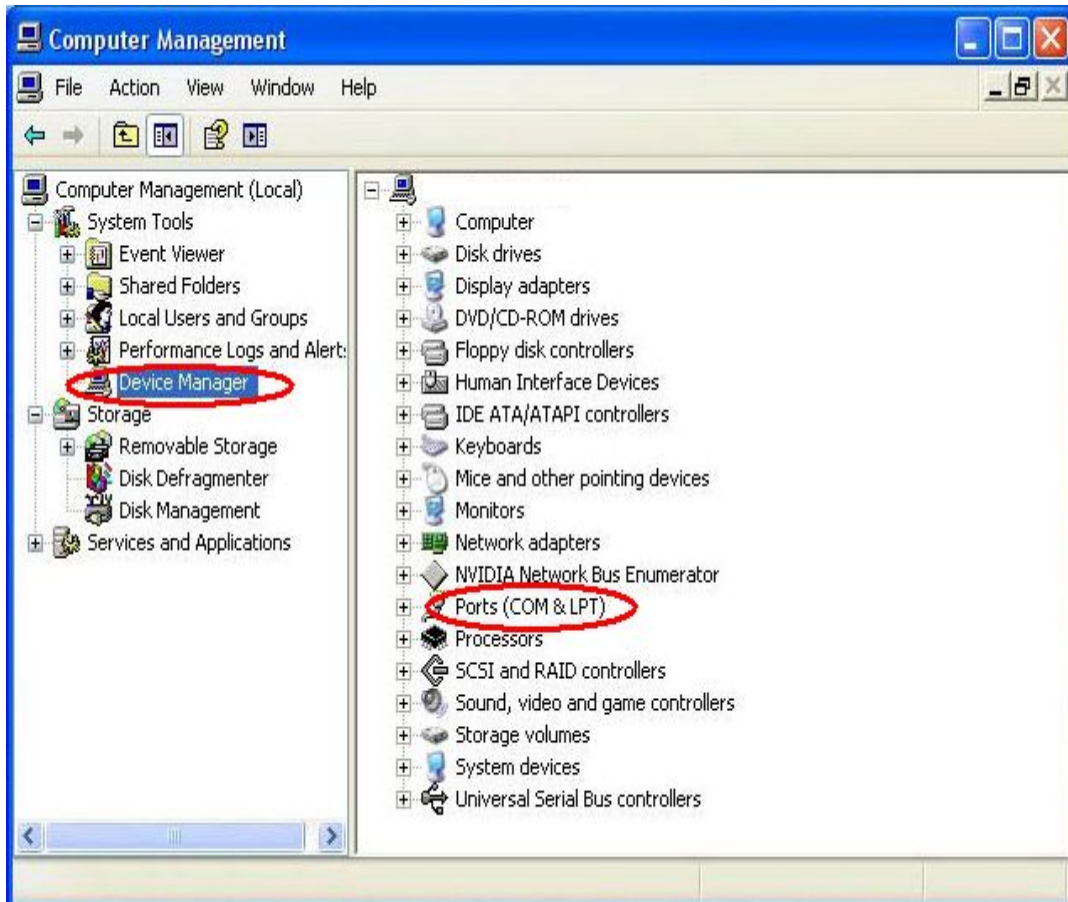 Computer Management
File Action View Window Help
Computer Management (Local)
System Tools
Event Viewer
Shared Folders
Local Users and Groups
Performance Logs and Alert
Device Manager
Storage
Removable Storage
Disk Defragmenter
Disk Management
Services and Applications
Computer
Disk drives
Display adapters
DVD/CD-ROM drives
Floppy disk controllers
Human Interface Devices
IDE ATA/ATAPI controllers
Keyboards
Mice and other pointing devices
Monitors
Network adapters
NVIDIA Network Bus Enumerator
Ports (COM & LPT)
Processors
SCSI and RAID controllers
Sound, video and game controllers
Storage volumes
System devices
Universal Serial Bus controllers